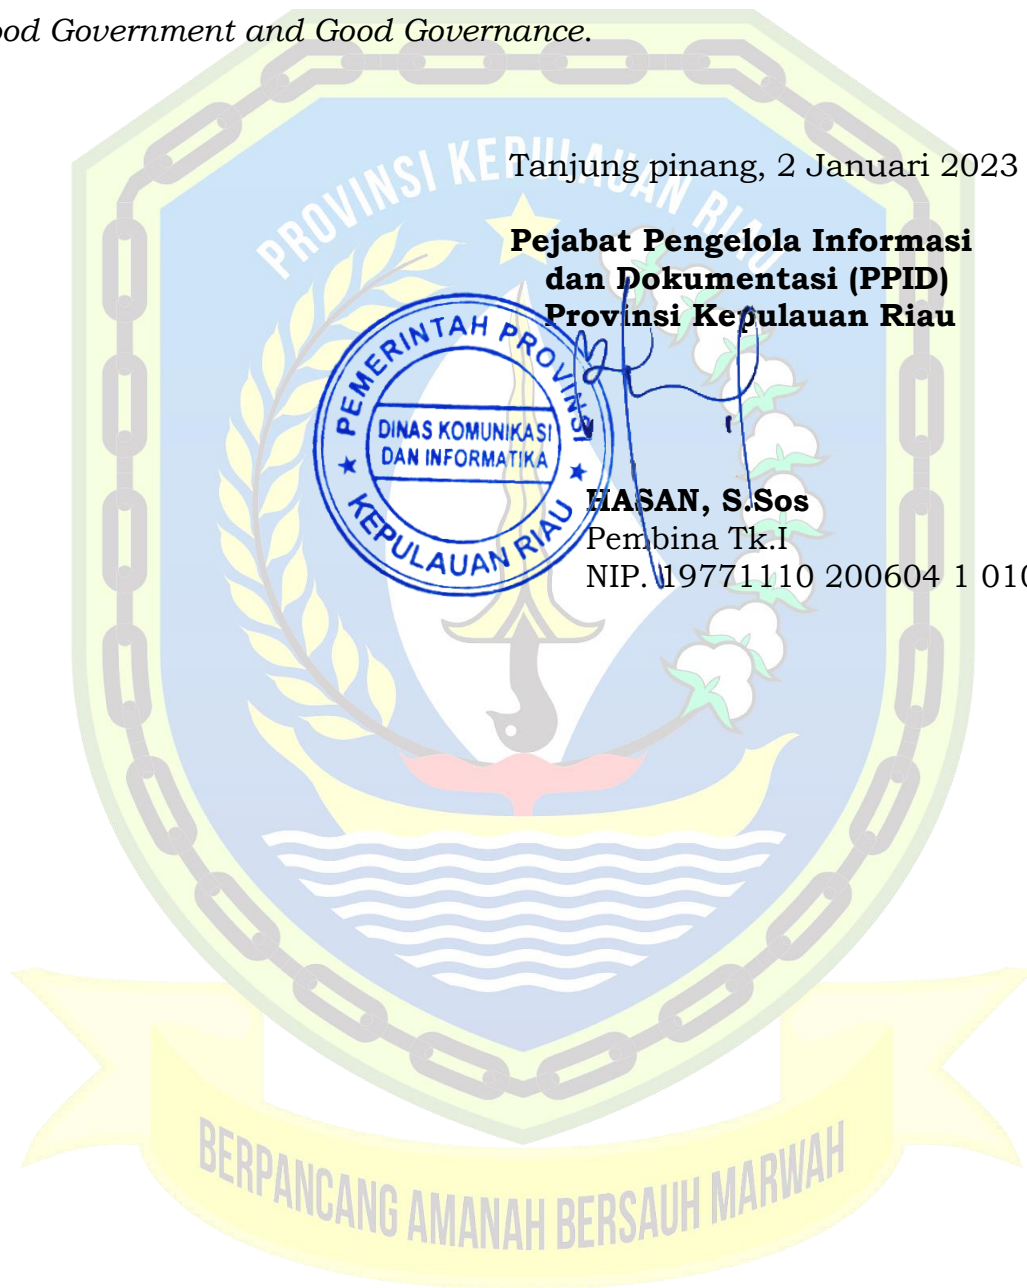 ood Government and Good Governance.
Tanjung pinang, 2 Januari 2023
Pejabat Pengelola Informasi
dan Dokumentasi (PPID)
Provinsi Kepulauan Riau
PROVINSI KEPULAUAN RIAU
PEMERINTAH PROVINSI
DINAS KOMUNIKASI
DAN INFORMATIKA
KEPULAUAN RIAU
HASAN, S.Sos
Pembina Tk.I
NIP. 19771110 200604 1 010
BERPANCANG AMANAH BERSAUH MARWAH